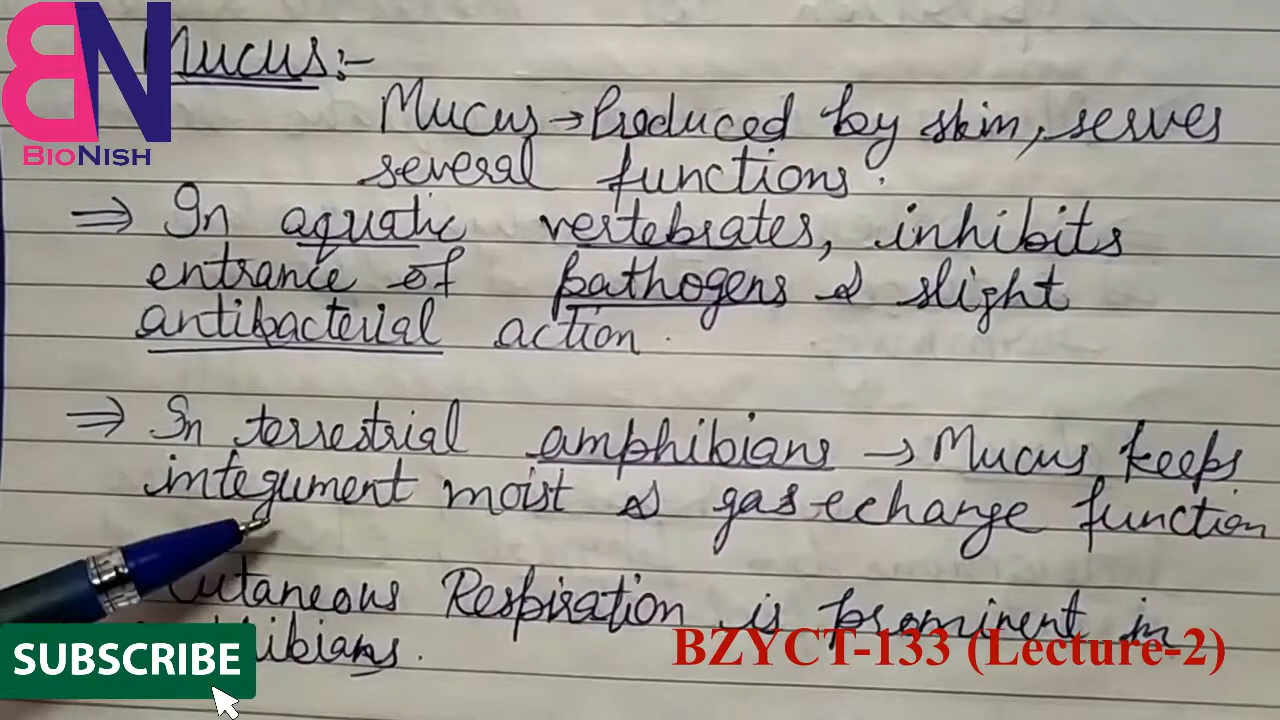 BN
BIONISH
Mucus:-
Mucus → Produced by skin, serves
several functions.
⇒ In aquatic vertebrates, inhibits
entrance of pathogens & slight
antibacterial action.
⇒ In terrestrial amphibians → Mucus keeps
integument moist & gas echange function
Cutaneous Respiration is prominent in
BZYCT-133 (Lecture-2)
SUBSCRIBE